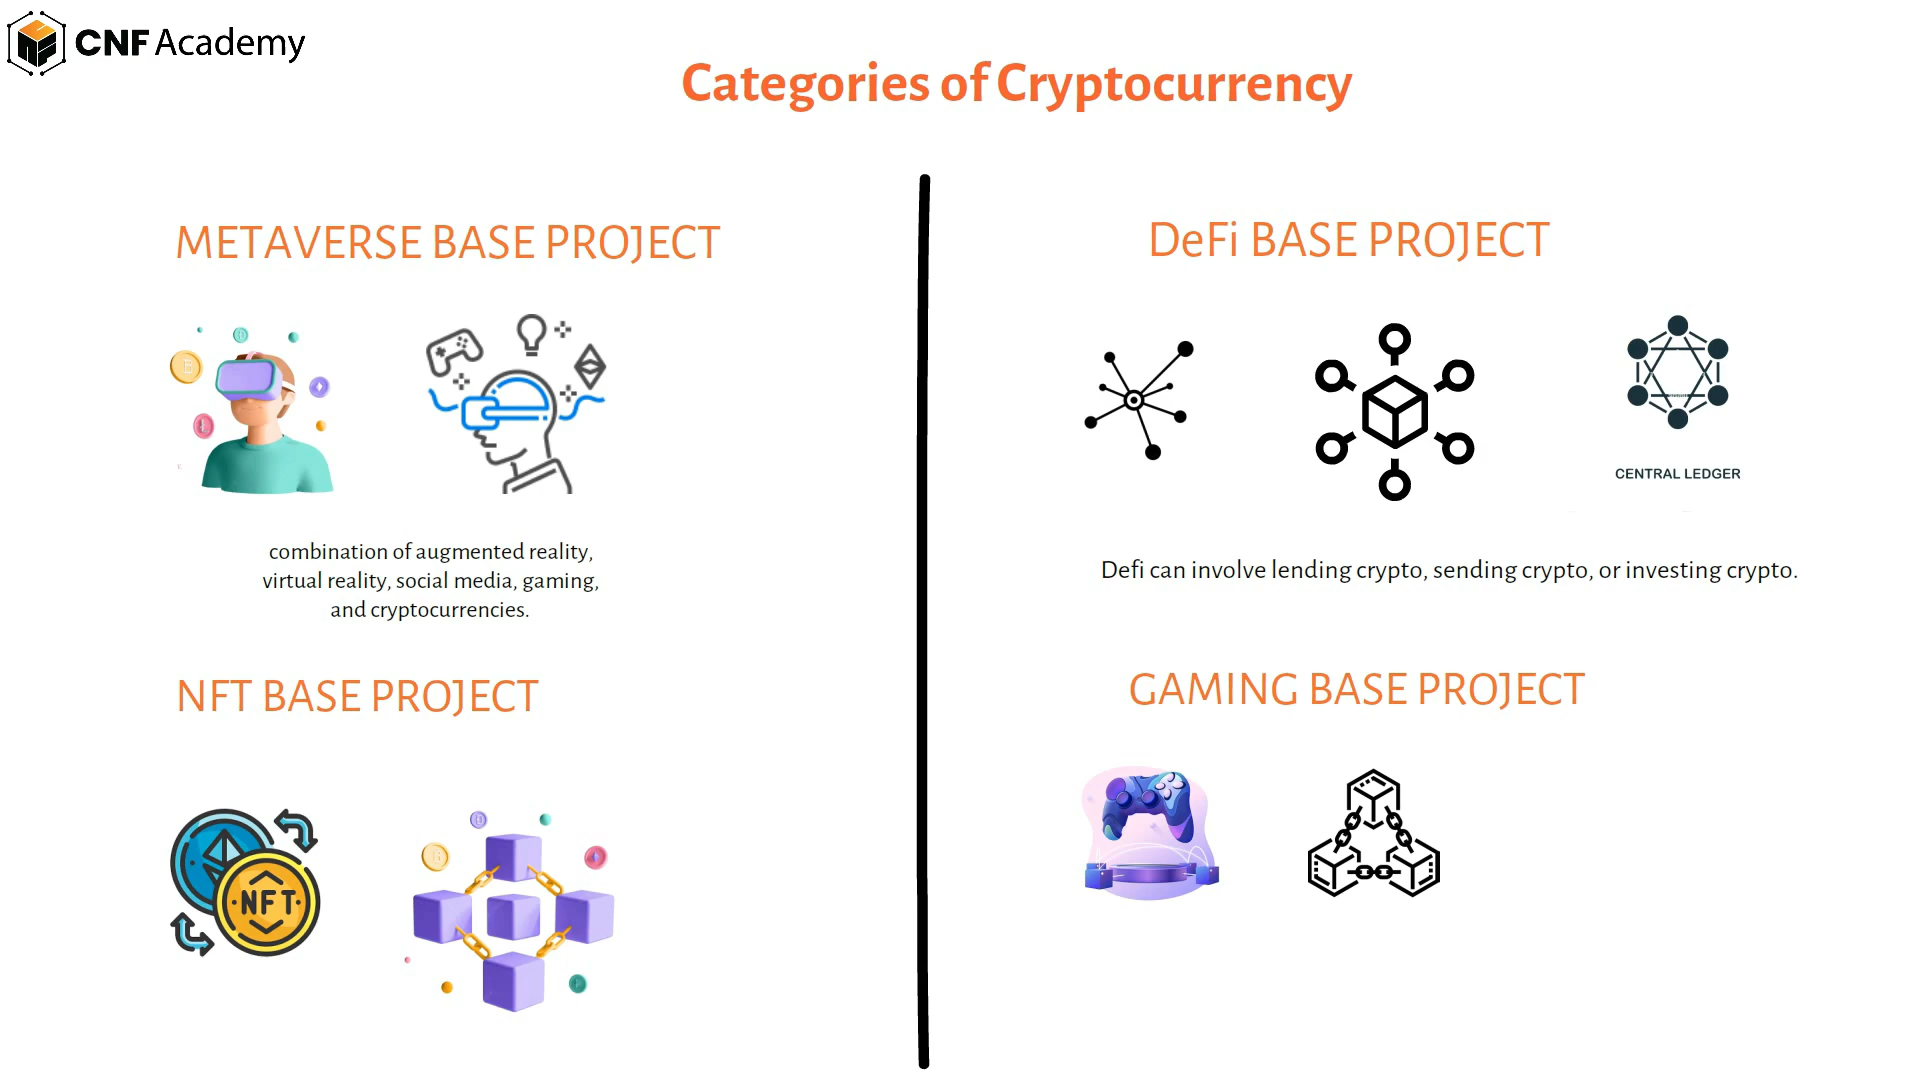 CNF Academy
Categories of Cryptocurrency
METAVERSE BASE PROJECT
combination of augmented reality,
virtual reality, social media, gaming,
and cryptocurrencies.
NFT BASE PROJECT
NFT
DeFi BASE PROJECT
CENTRAL LEDGER
Defi can involve lending crypto, sending crypto, or investing crypto.
GAMING BASE PROJECT